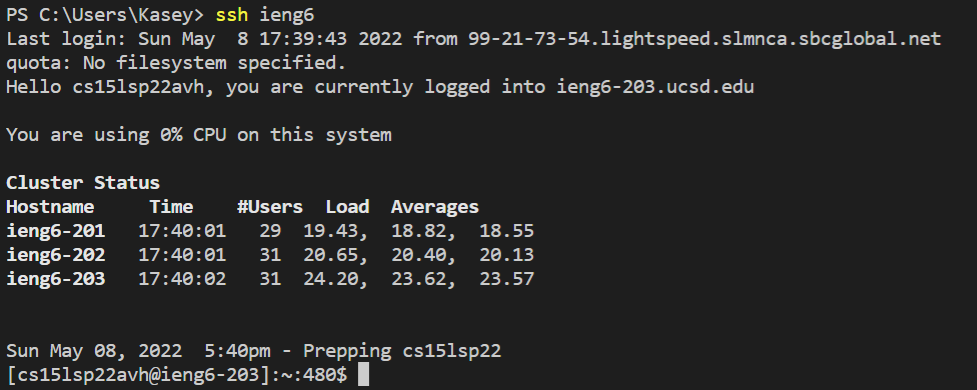 PS C:\Users\Kasey> ssh ieng6
Last login: Sun May  8 17:39:43 2022 from 99-21-73-54.lightspeed.slmnca.sbcglobal.net
quota: No filesystem specified.
Hello cs15lsp22avh, you are currently logged into ieng6-203.ucsd.edu
You are using 0% CPU on this system
Cluster Status
Hostname     Time    #Users  Load  Averages
ieng6-201   17:40:01   29  19.43,  18.82,  18.55
ieng6-202   17:40:01   31  20.65,  20.40,  20.13
ieng6-203   17:40:02   31  24.20,  23.62,  23.57
Sun May 08, 2022  5:40pm - Prepping cs15lsp22
[cs15lsp22avh@ieng6-203]:~:480$